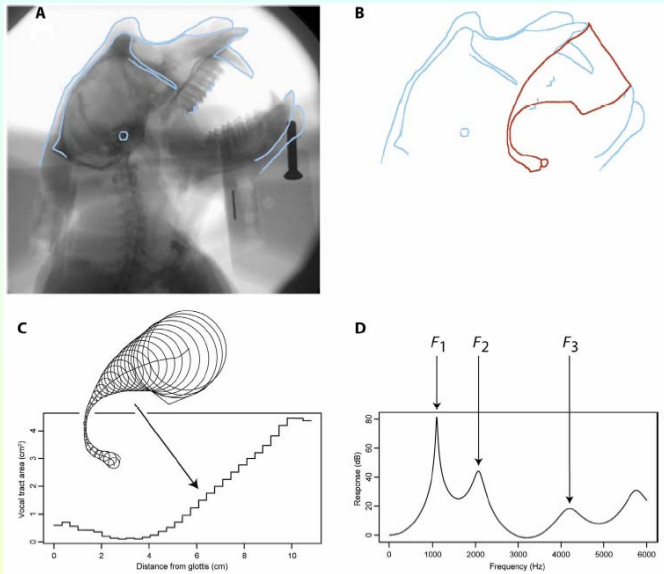 A
B
C
Vocal tract area (cm²)
4
3
2
1
0
0 2 4 6 8 10
Distance from glottis (cm)
D
F₁ F₂ F₃
Response (dB)
80
60
40
20
0
0 1000 2000 3000 4000 5000 6000
Frequency (Hz)